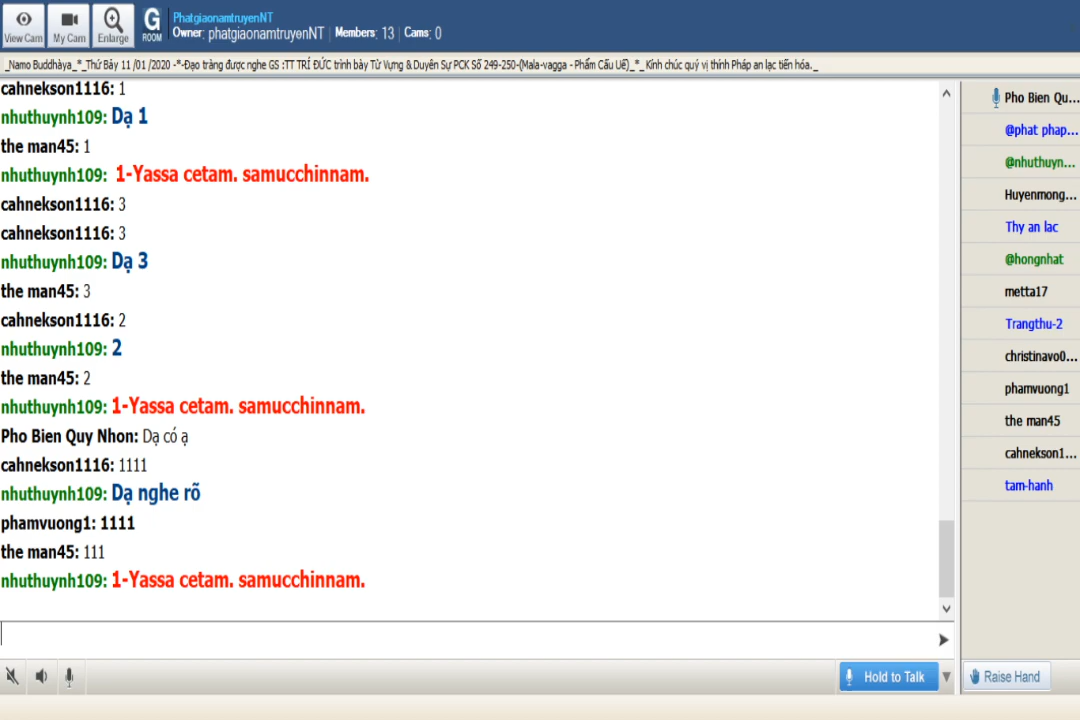 View Cam
My Cam
Enlarge
G
ROOM
PhatgiaonamtruyenNT
Owner: phatgiaonamtruyenNT | Members: 13 | Cams: 0
_Namo Buddhàya_*_Thứ Bảy 11 /01 /2020 -*-Đạo tràng được nghe GS :TT TRÍ ĐỨC trình bày Từ Vựng & Duyên Sự PCK Số 249-250-(Mala-vagga - Phẩm Cấu Uế)_*_ Kính chúc quý vị thính Pháp an lạc tiến hóa._
cahnekson1116: 1
nhuthuynh109: Dạ 1
the man45: 1
nhuthuynh109: 1-Yassa cetam. samucchinnam.
cahnekson1116: 3
cahnekson1116: 3
nhuthuynh109: Dạ 3
the man45: 3
cahnekson1116: 2
nhuthuynh109: 2
the man45: 2
nhuthuynh109: 1-Yassa cetam. samucchinnam.
Pho Bien Quy Nhon: Dạ có ạ
cahnekson1116: 1111
nhuthuynh109: Dạ nghe rõ
phamvuong1: 1111
the man45: 111
nhuthuynh109: 1-Yassa cetam. samucchinnam.
Pho Bien Qu...
@phat phap...
@nhuthuyn...
Huyenmong...
Thy an lac
@hongnhat
metta17
Trangthu-2
christinavo0...
phamvuong1
the man45
cahnekson1...
tam-hanh
Hold to Talk
Raise Hand